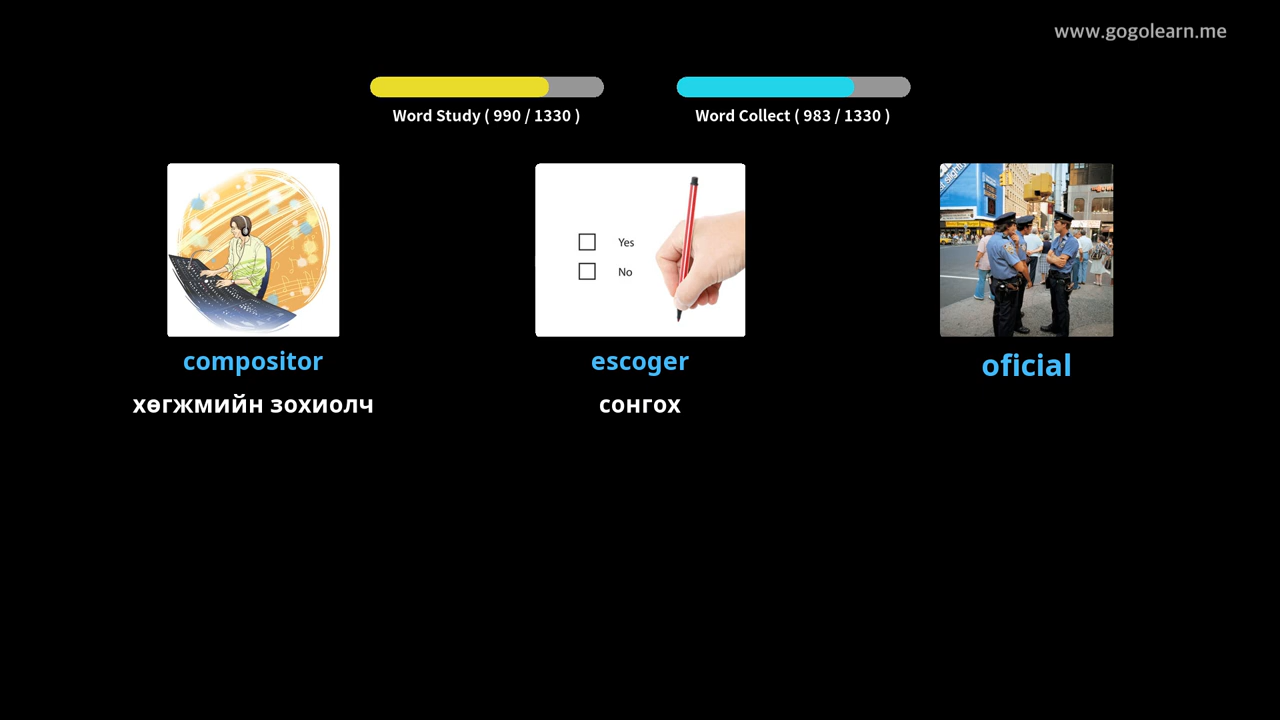 www.gogolearn.me
Word Study ( 990 / 1330 )
Word Collect ( 983 / 1330 )
Yes
No
compositor
escoger
oficial
хөгжмийн зохиолч
сонгох